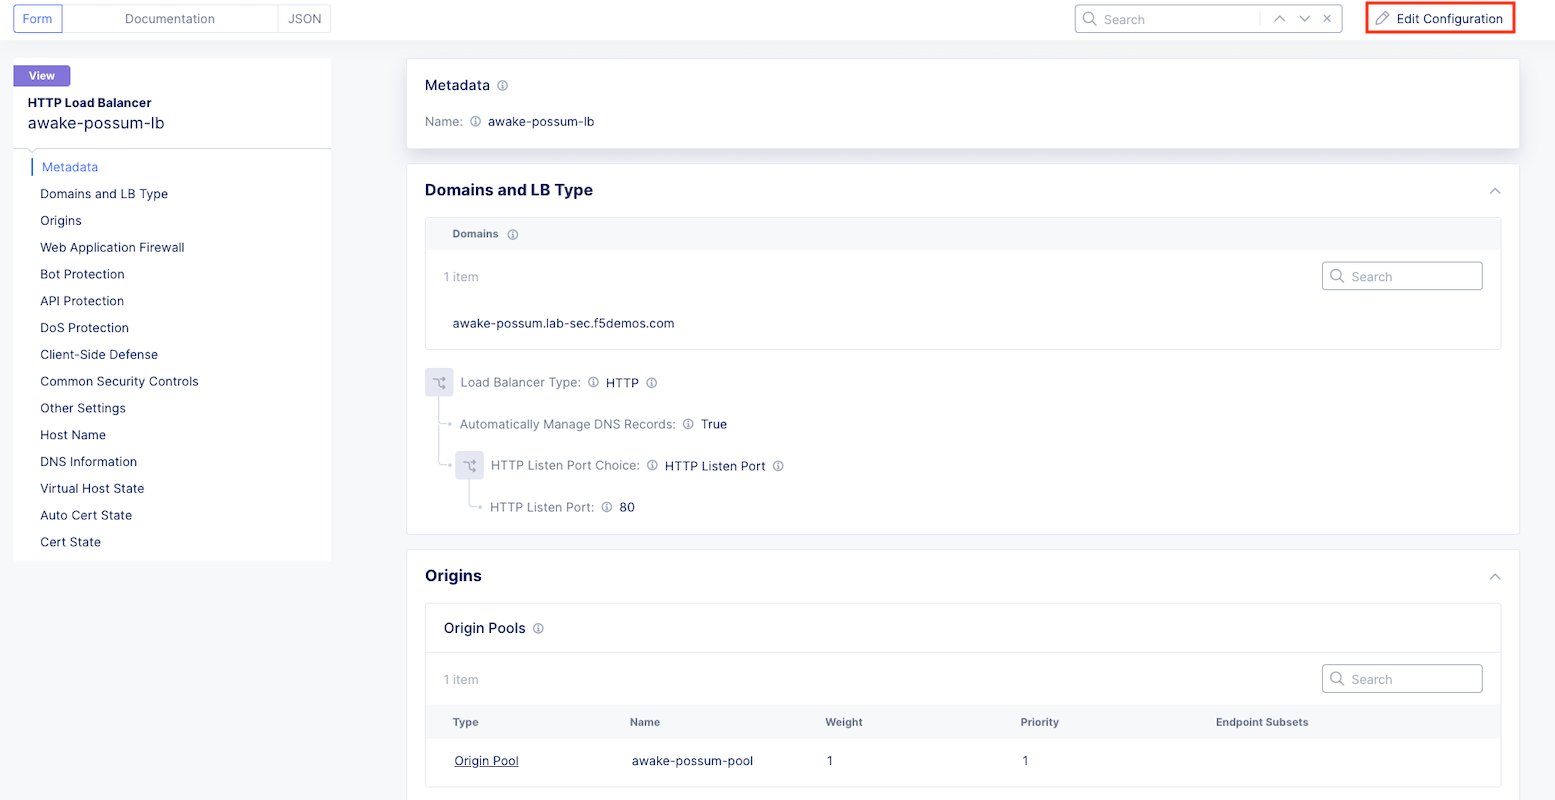 Form Documentation JSON
Search
Edit Configuration
View
HTTP Load Balancer
awake-possum-lb
Metadata
Domains and LB Type
Origins
Web Application Firewall
Bot Protection
API Protection
DoS Protection
Client-Side Defense
Common Security Controls
Other Settings
Host Name
DNS Information
Virtual Host State
Auto Cert State
Cert State
Metadata
Name: awake-possum-lb
Domains and LB Type
Domains
1 item
Search
awake-possum.lab-sec.f5demos.com
Load Balancer Type: HTTP
Automatically Manage DNS Records: True
HTTP Listen Port Choice: HTTP Listen Port
HTTP Listen Port: 80
Origins
Origin Pools
1 item
Search
Type Name Weight Priority Endpoint Subsets
Origin Pool awake-possum-pool 1 1